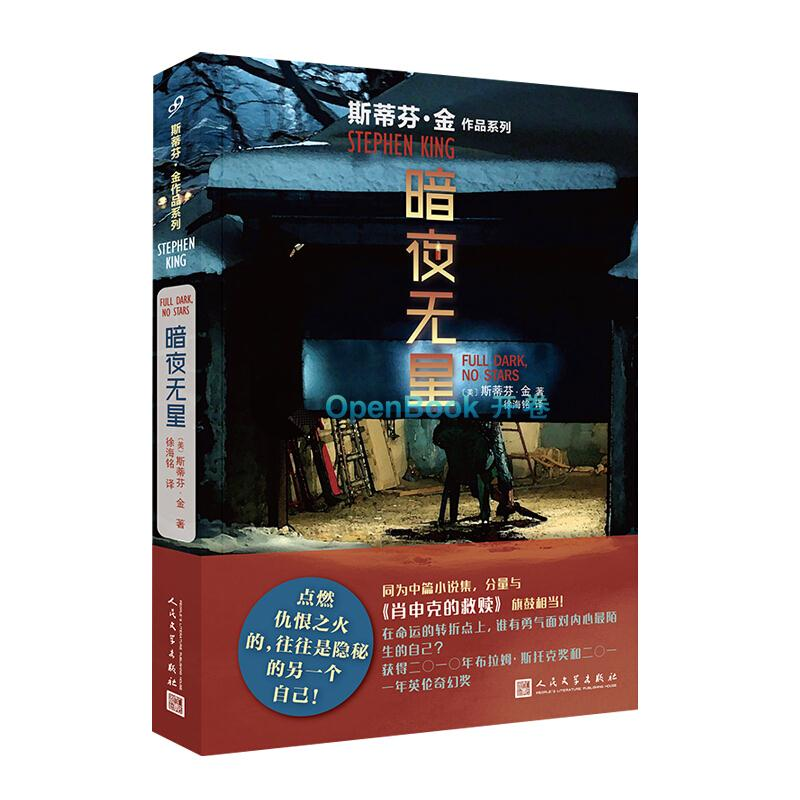 斯蒂芬·金作品系列
STEPHEN
KING
FULL DARK,
NO STARS
暗夜无星
〔美〕斯蒂芬·金 著
徐海铭 译
斯蒂芬·金 作品系列
STEPHEN KING
暗夜无星
FULL DARK,
NO STARS
〔美〕斯蒂芬·金 著
徐海铭 译
OpenBook 开卷
点燃
仇恨之火
的，往往是隐秘
的另一个
自己！
同为中篇小说集，分量与
《肖申克的救赎》旗鼓相当！
在命运的转折点上，谁有勇气面对内心最陌
生的自己？
获得二〇一〇年布拉姆·斯托克奖和二〇一
一年英伦奇幻奖
人民文学出版社
PEOPLE'S LITERATURE PUBLISHING HOUSE
人民文学出版社